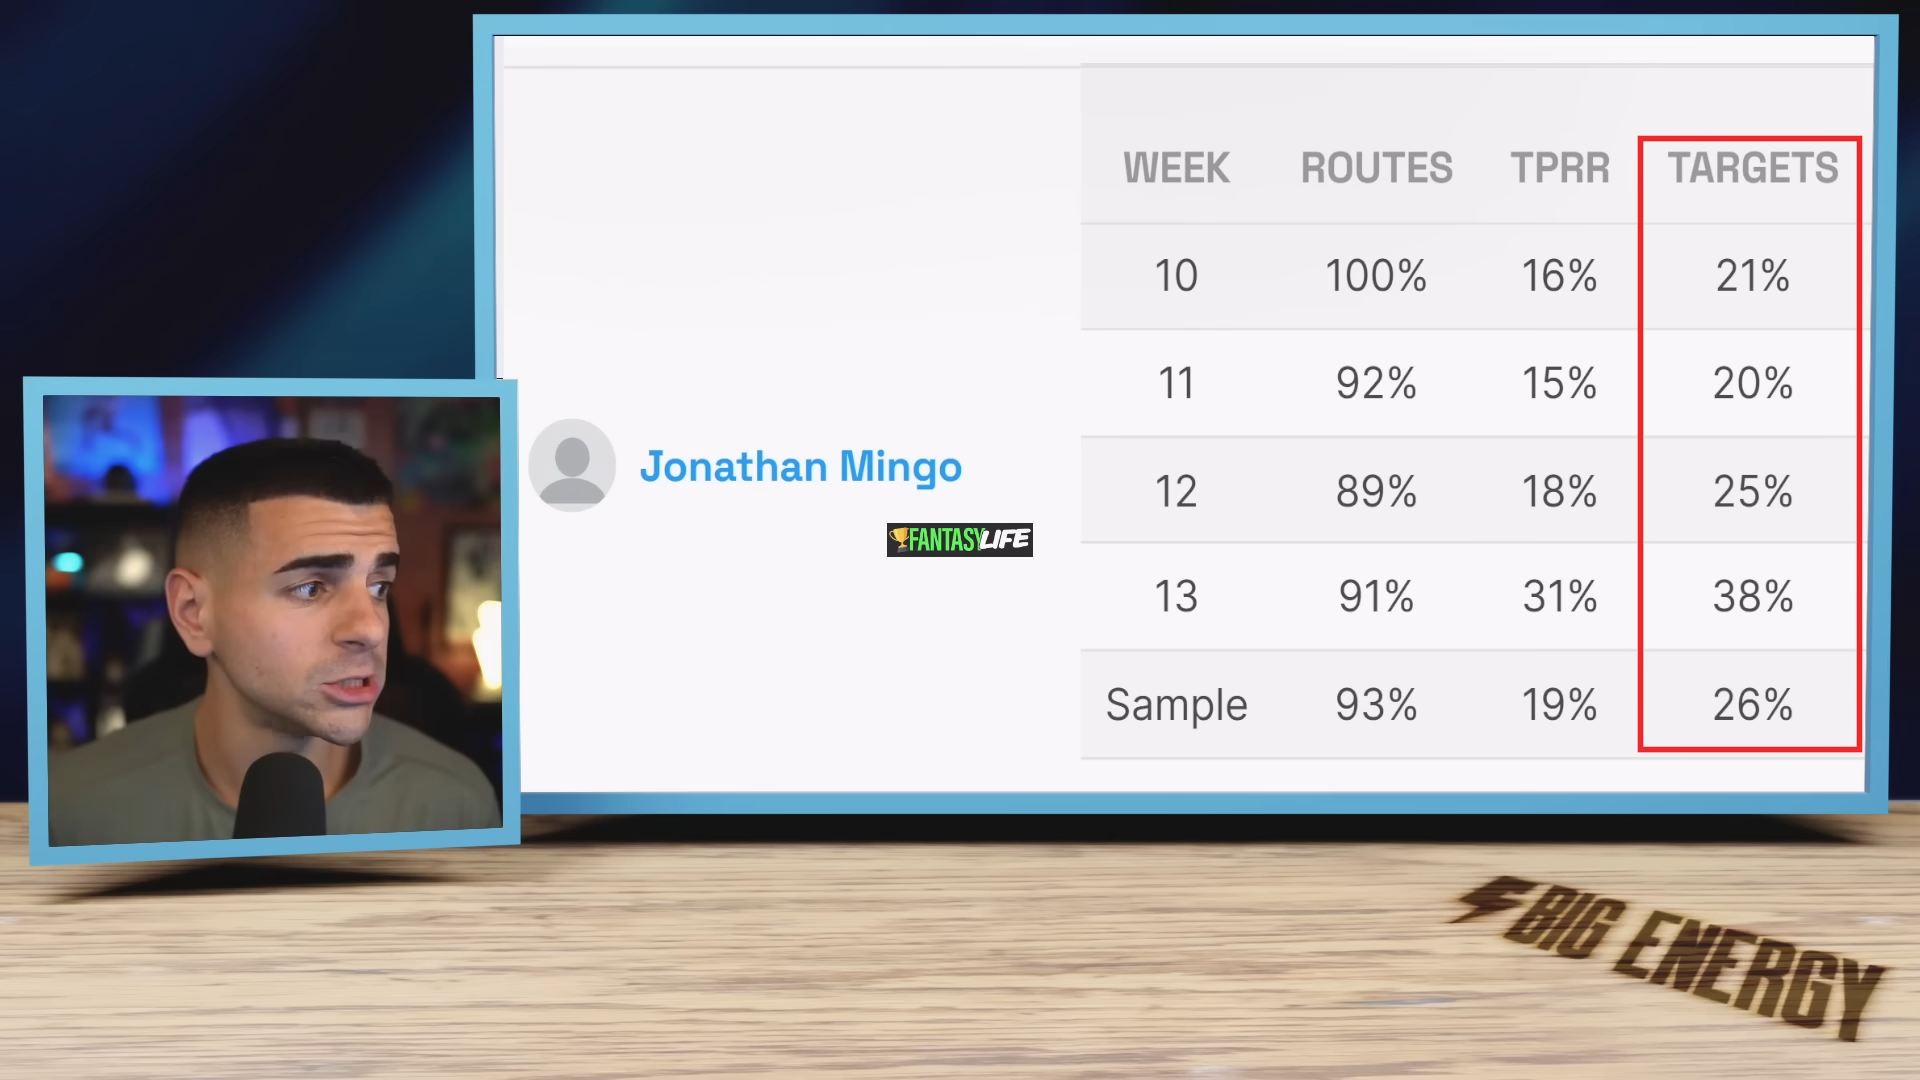 WEEK ROUTES TPRR TARGETS
10 100% 16% 21%
11 92% 15% 20%
Jonathan Mingo
12 89% 18% 25%
FANTASYLIFE
13 91% 31% 38%
Sample 93% 19% 26%
BIG ENERGY